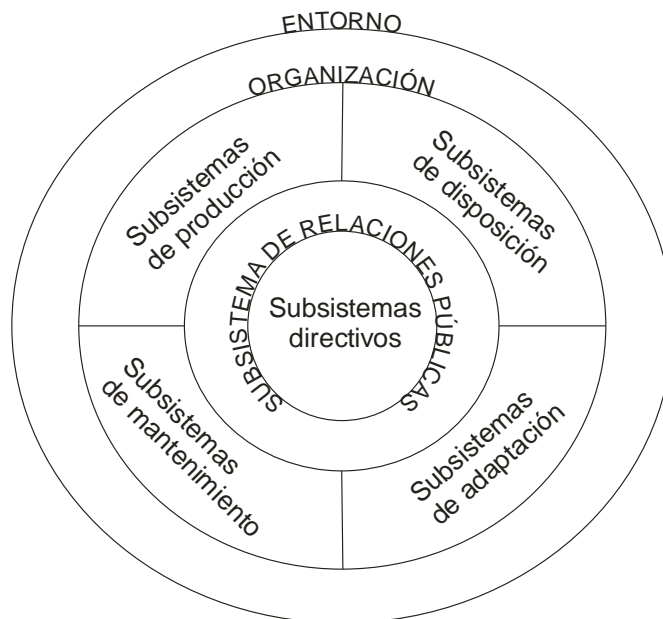 ENTORNO
ORGANIZACIÓN
Subsistemas
de producción
Subsistemas
de disposición
SUBSISTEMA DE RELACIONES PÚBLICAS
Subsistemas
directivos
Subsistemas
de mantenimiento
Subsistemas
de adaptación